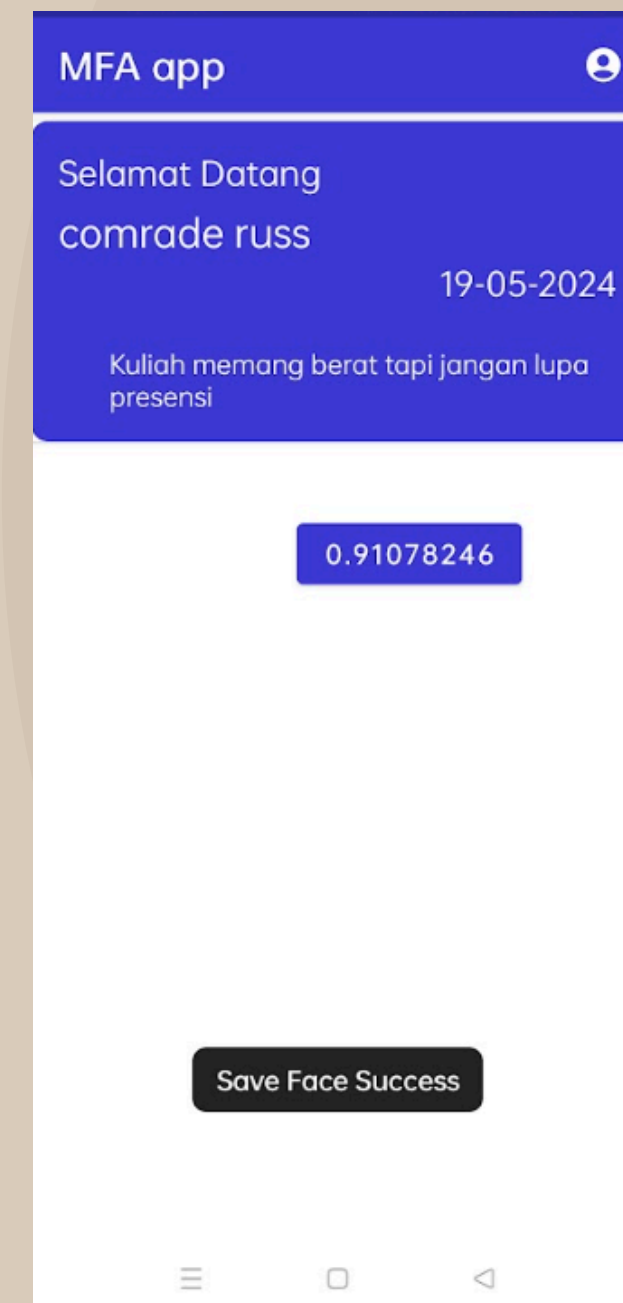 MFA app
Selamat Datang
comrade russ
19-05-2024
Kuliah memang berat tapi jangan lupa
presensi
0.91078246
Save Face Success